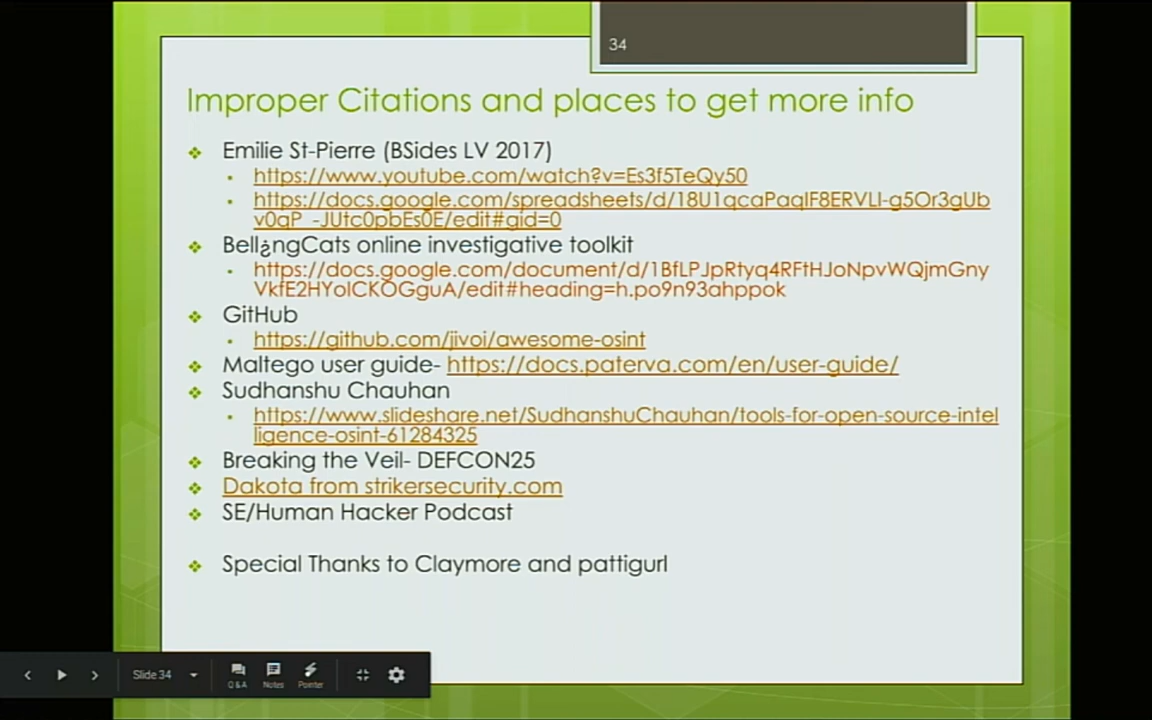 34
Improper Citations and places to get more info
Emilie St-Pierre (BSides LV 2017)
https://www.youtube.com/watch?v=Es3f5TeQy50
https://docs.google.com/spreadsheets/d/18U1qcaPaqIF8ERVLI-g5Or3gUb
v0qP_-JUtc0pbEs0E/edit#gid=0
BellingCats online investigative toolkit
https://docs.google.com/document/d/1BfLPJpRtyq4RFtHJoNpvWQjmGny
VkfE2HYoICKOGguA/edit#heading=h.po9n93ahppok
GitHub
https://github.com/jivoi/awesome-osint
Maltego user guide- https://docs.paterva.com/en/user-guide/
Sudhanshu Chauhan
https://www.slideshare.net/SudhanshuChauhan/tools-for-open-source-intel
ligence-osint-61284325
Breaking the Veil- DEFCON25
Dakota from strikersecurity.com
SE/Human Hacker Podcast
Special Thanks to Claymore and pattigurl
Slide 34
Q&A
Notes
Pointer